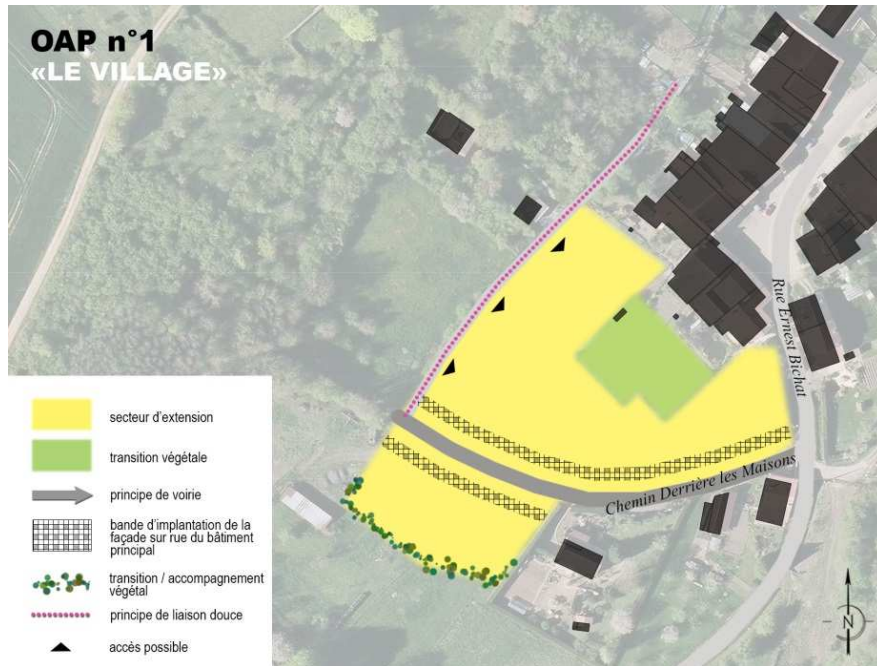 OAP n°1
«LE VILLAGE»
Rue Ernest Bichat
Chemin Derrière les Maisons
secteur d'extension
transition végétale
principe de voirie
bande d'implantation de la
façade sur rue du bâtiment
principal
transition / accompagnement
végétal
principe de liaison douce
accès possible
N